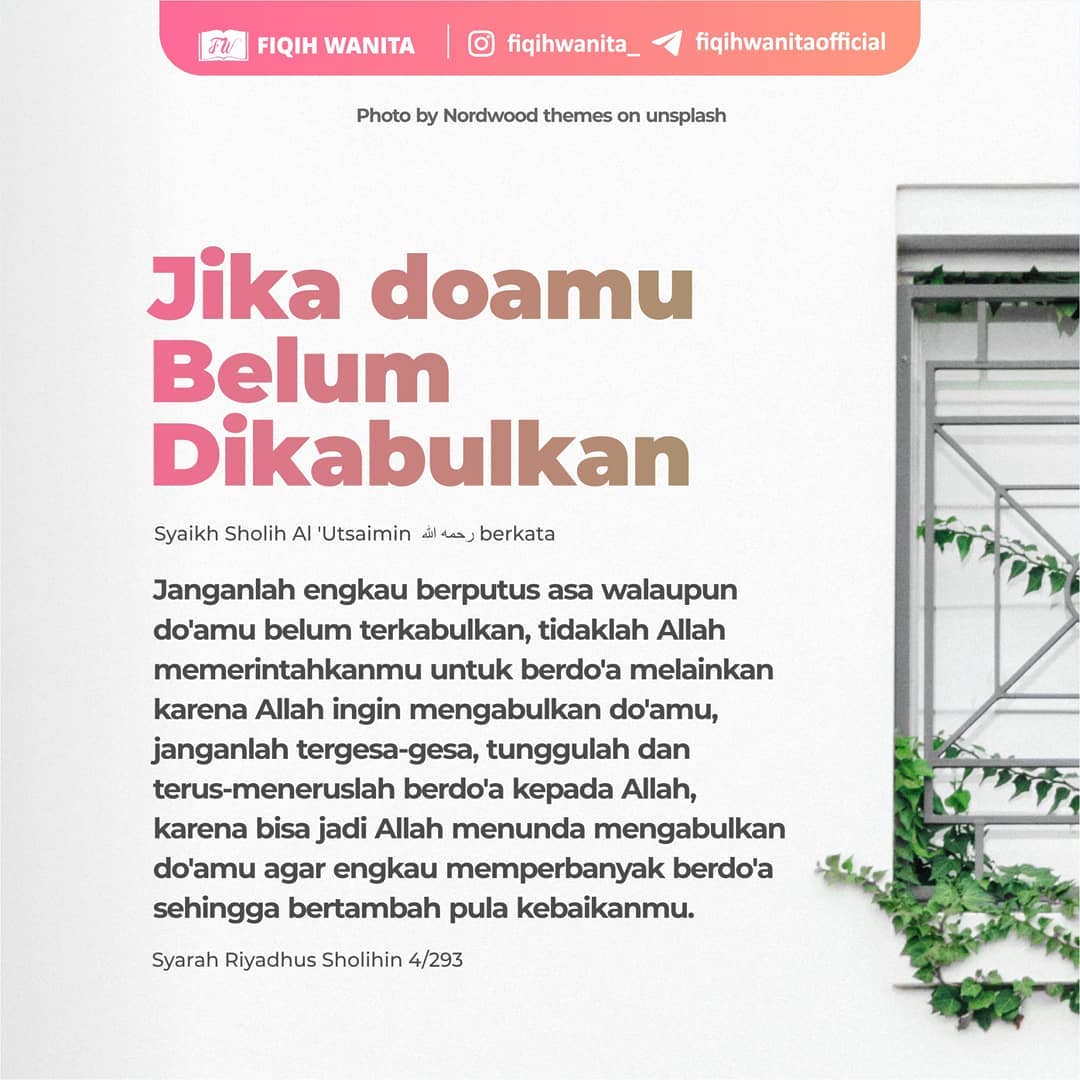 FW FIQIH WANITA | fiqihwanita_ fiqihwanitaofficial
Photo by Nordwood themes on unsplash
Jika doamu
Belum
Dikabulkan
Syaikh Sholih Al 'Utsaimin رحمه الله berkata
Janganlah engkau berputus asa walaupun
do'amu belum terkabulkan, tidaklah Allah
memerintahkanmu untuk berdo'a melainkan
karena Allah ingin mengabulkan do'amu,
janganlah tergesa-gesa, tunggulah dan
terus-meneruslah berdo'a kepada Allah,
karena bisa jadi Allah menunda mengabulkan
do'amu agar engkau memperbanyak berdo'a
sehingga bertambah pula kebaikanmu.
Syarah Riyadhus Sholihin 4/293